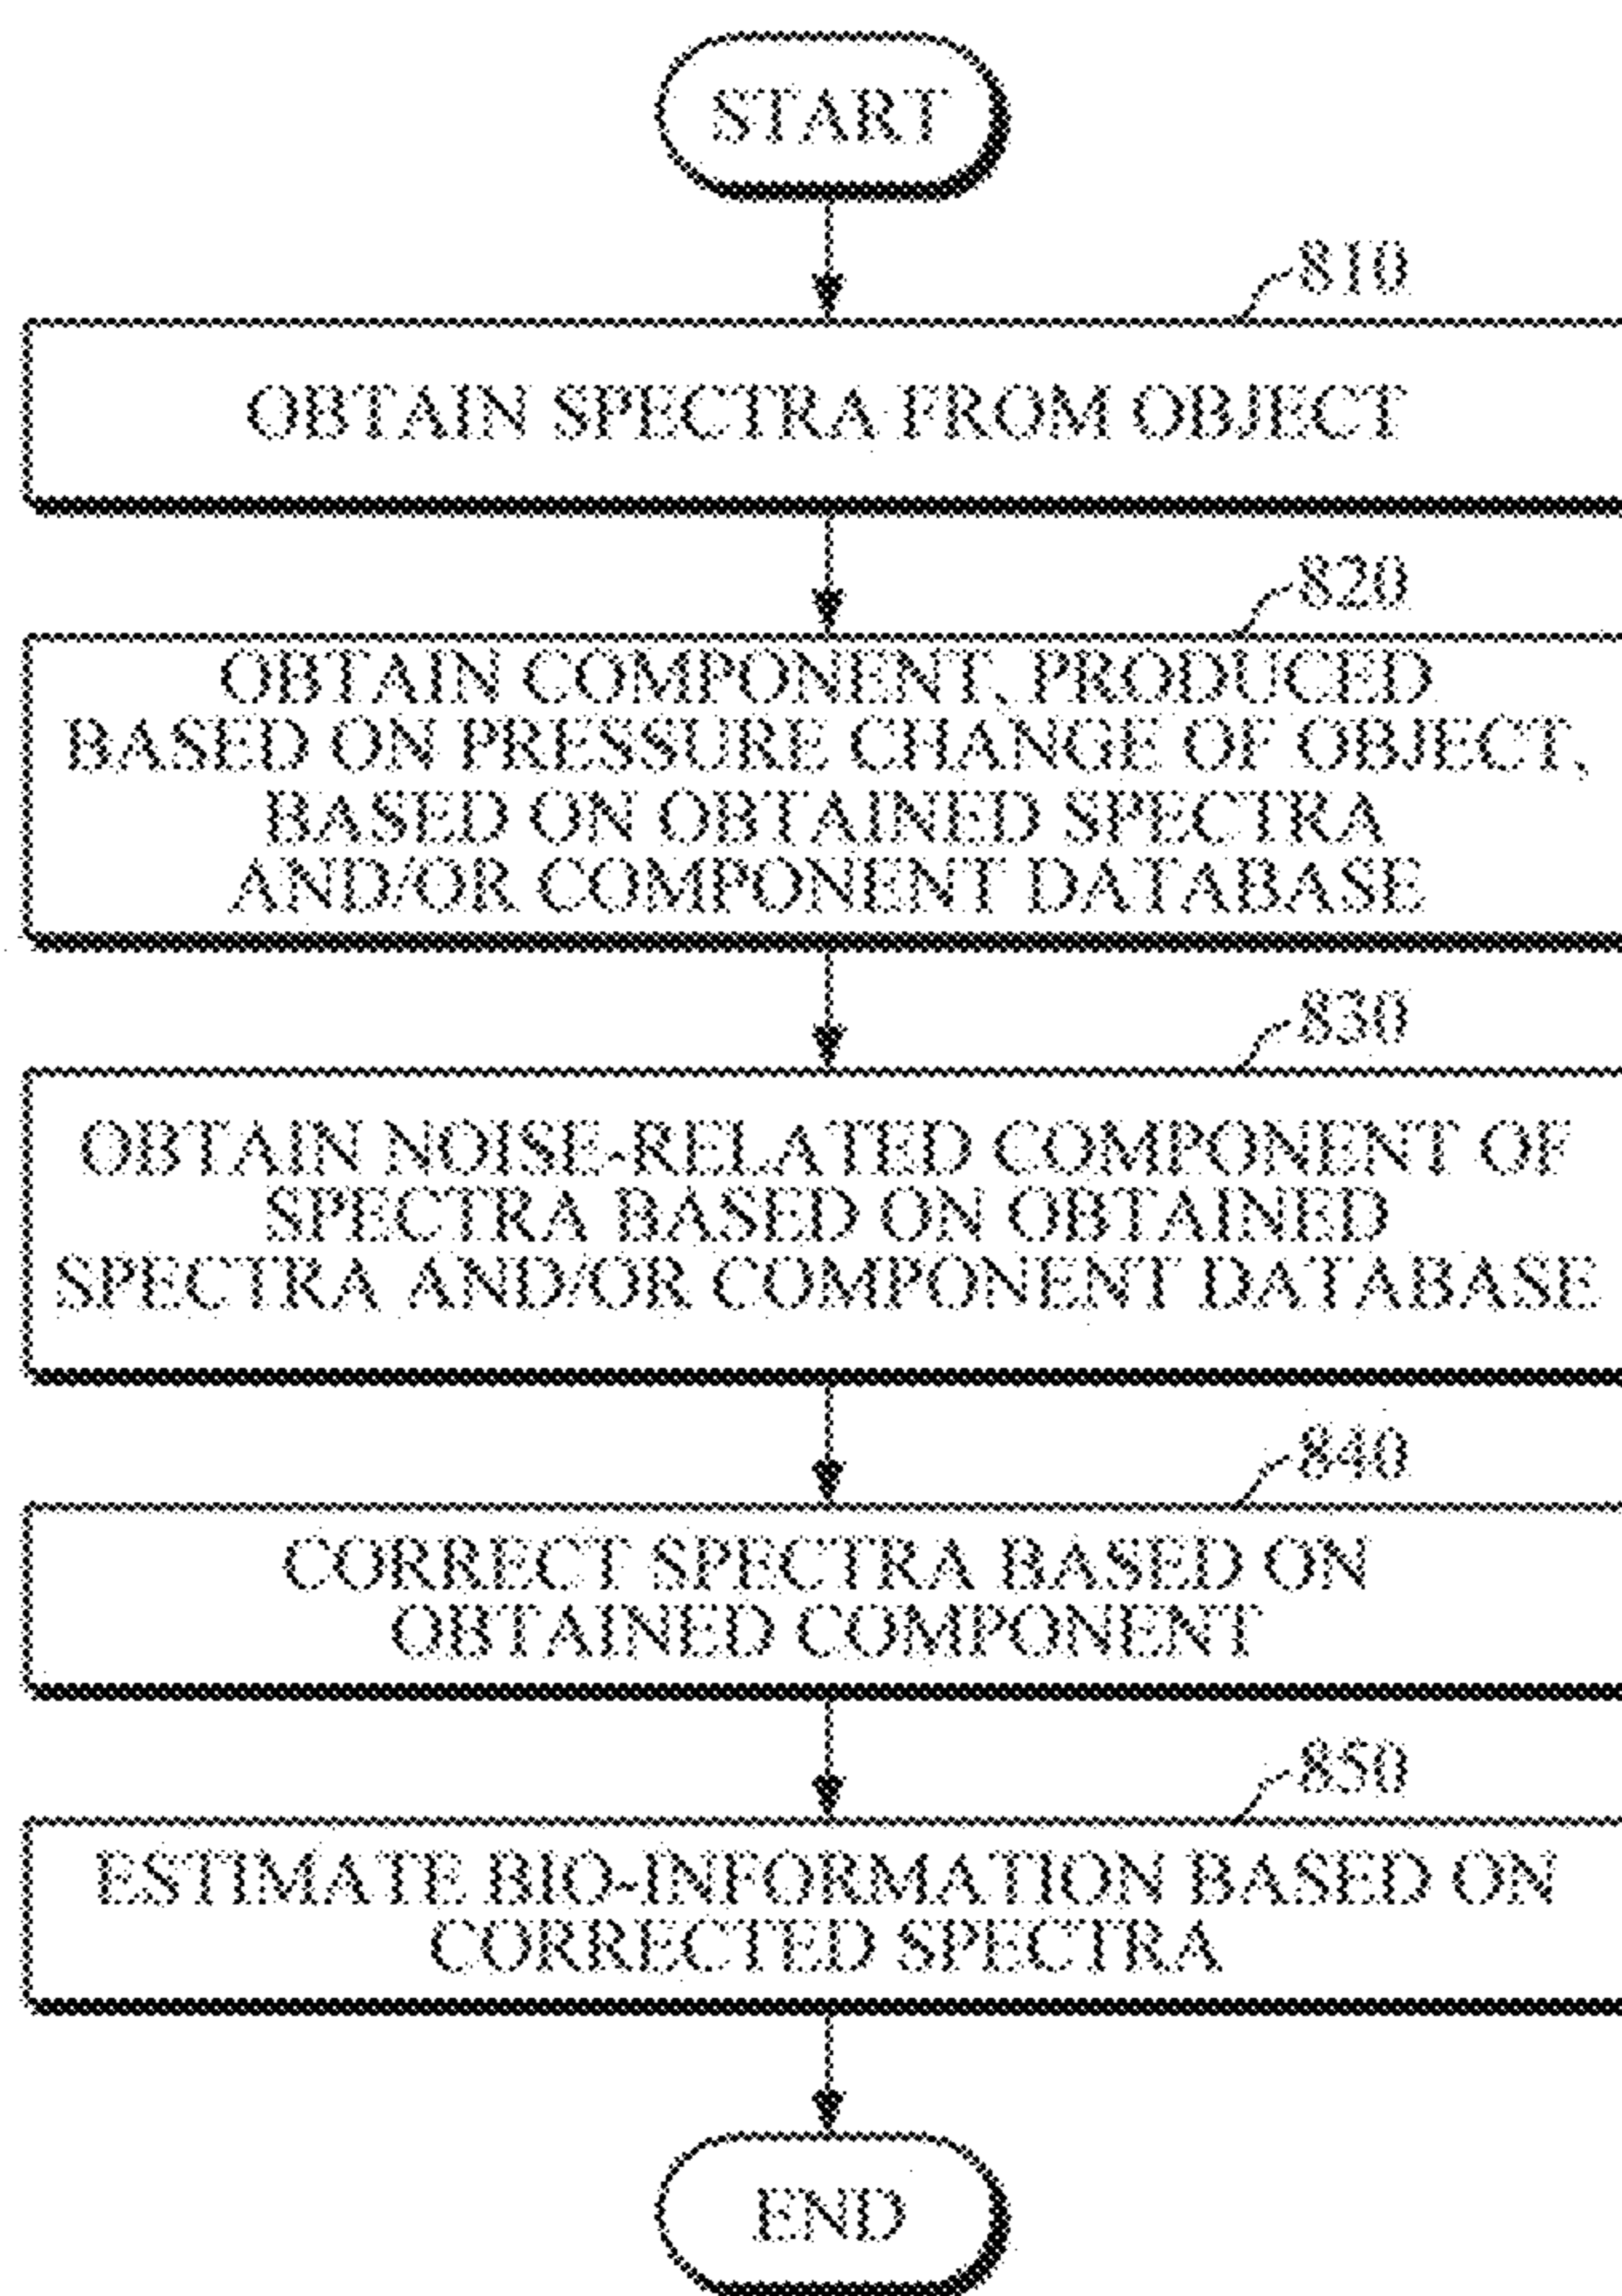 START
810
OBTAIN SPECTRA FROM OBJECT
820
OBTAIN COMPONENT, PRODUCED
BASED ON PRESSURE CHANGE OF OBJECT,
BASED ON OBTAINED SPECTRA
AND/OR COMPONENT DATABASE
830
OBTAIN NOISE-RELATED COMPONENT OF
SPECTRA BASED ON OBTAINED
SPECTRA AND/OR COMPONENT DATABASE
840
CORRECT SPECTRA BASED ON
OBTAINED COMPONENT
850
ESTIMATE BIO-INFORMATION BASED ON
CORRECTED SPECTRA
END